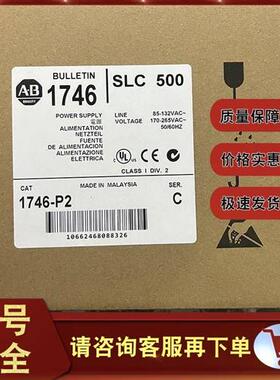 A·B
BULLETIN
1746
SLC 500
POWER SUPPLY
電源
ALIMENTATION
NETZTEIL
FUENTE DE
ALIMENTACION
ALIMENTAZIONE
ELETTRICA
LINE
VOLTAGE
85-132VAC~
170-265VAC~
50/60HZ
CLASS I DIV. 2
CAT
MADE IN MALAYSIA
SER.
1746-P2
C
10662468088326
质量保障
价格实惠
极速发货
号
全
请咨询客服再下单